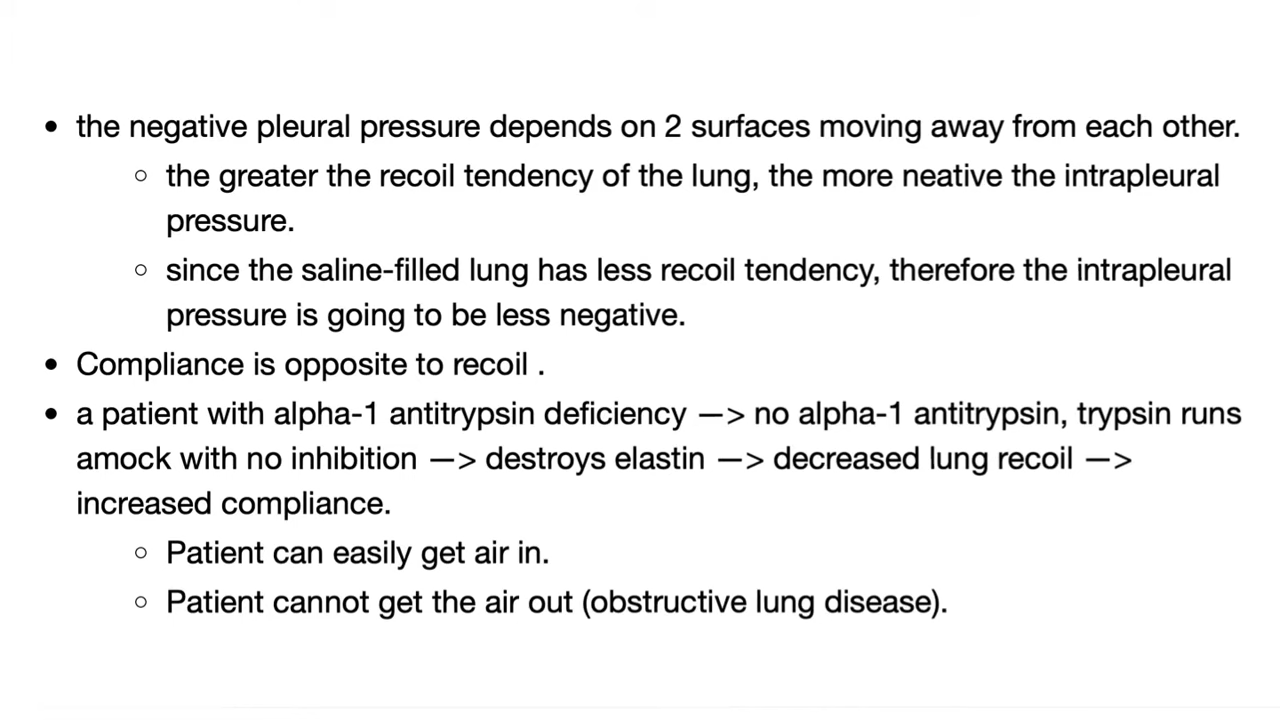 • the negative pleural pressure depends on 2 surfaces moving away from each other.
◦ the greater the recoil tendency of the lung, the more neative the intrapleural
pressure.
◦ since the saline-filled lung has less recoil tendency, therefore the intrapleural
pressure is going to be less negative.
• Compliance is opposite to recoil .
• a patient with alpha-1 antitrypsin deficiency —> no alpha-1 antitrypsin, trypsin runs
amock with no inhibition —> destroys elastin —> decreased lung recoil —>
increased compliance.
◦ Patient can easily get air in.
◦ Patient cannot get the air out (obstructive lung disease).